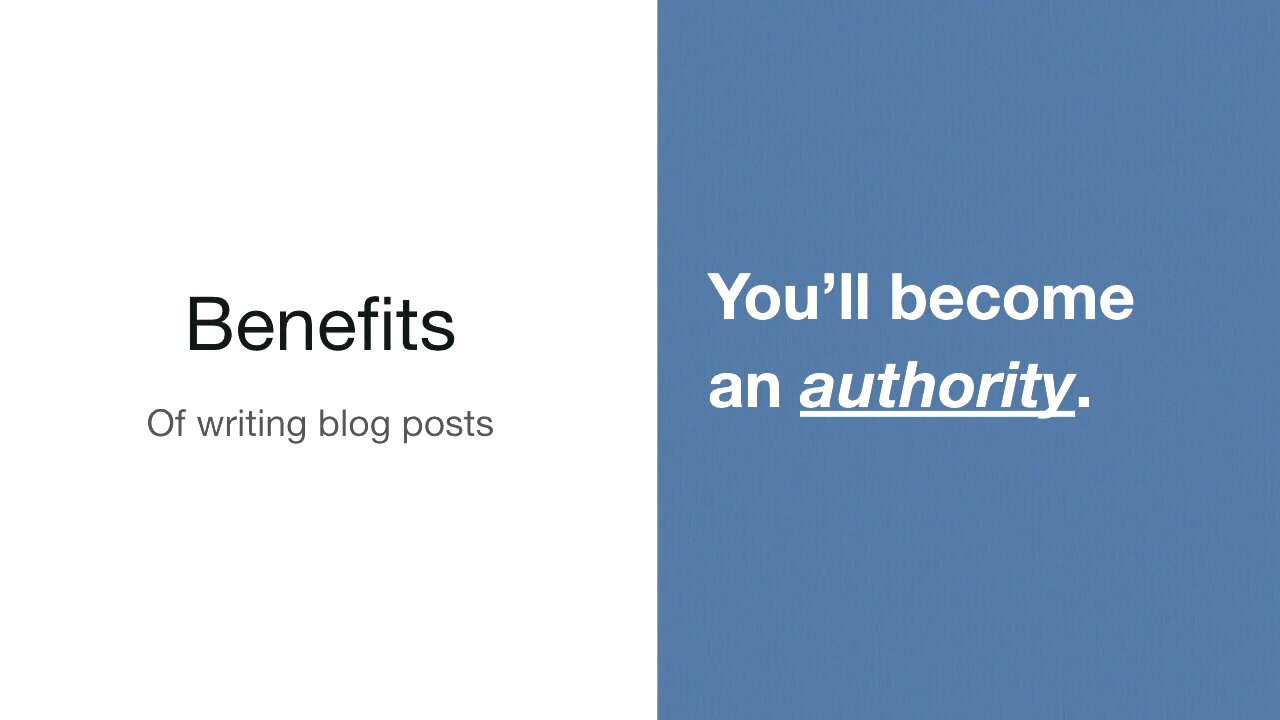 Benefits
Of writing blog posts
You’ll become
an authority.